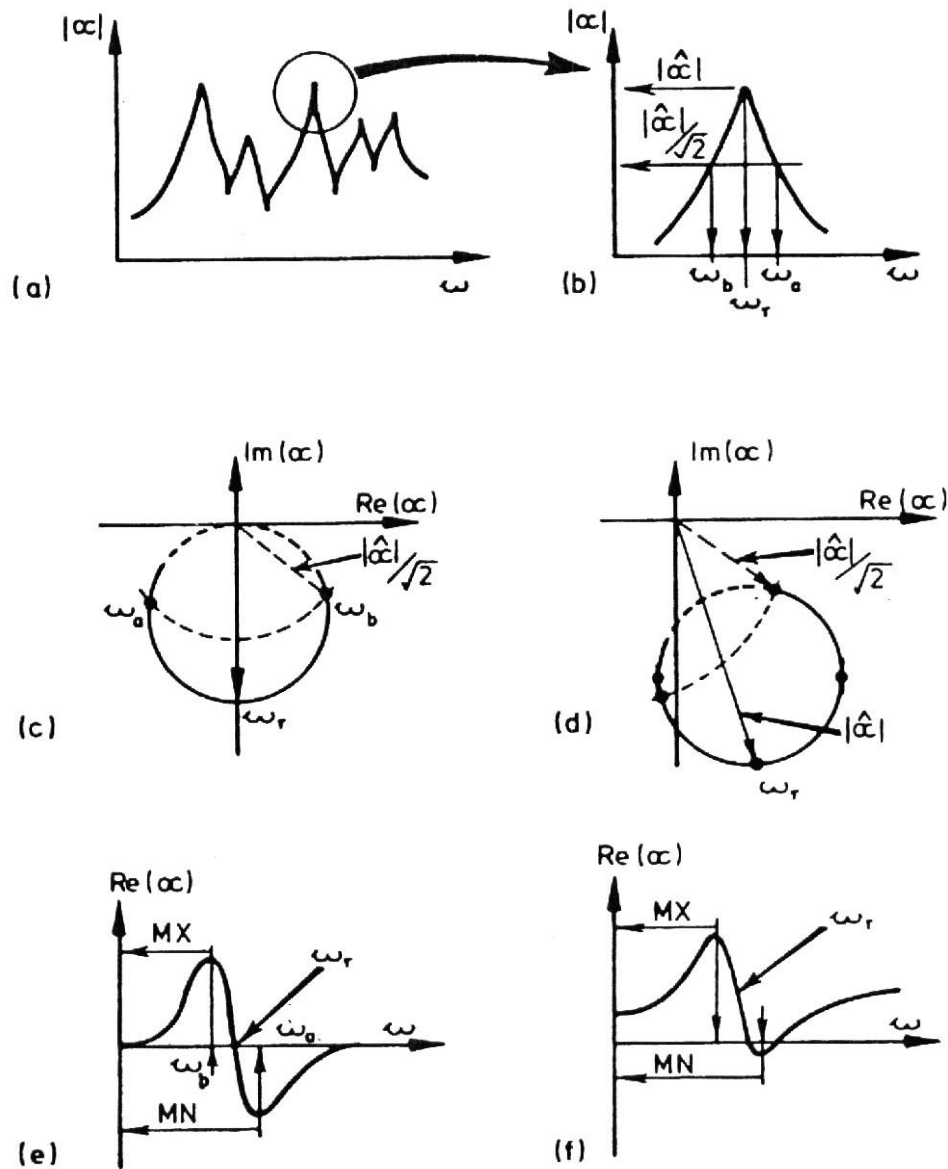 |∝|
|∝̂|
|∝̂|/√2
ω
ω_b
ω_r
ω_a
(a)
|∝|
(b)
ω
Im(∝)
Re(∝)
|∝̂|/√2
ω_a
ω_b
ω_r
(c)
Im(∝)
Re(∝)
|∝̂|/√2
|∝̂|
ω_r
(d)
Re(∝)
MX
ω_r
ω_a
ω
ω_b
MN
(e)
Re(∝)
MX
ω_r
ω
MN
(f)